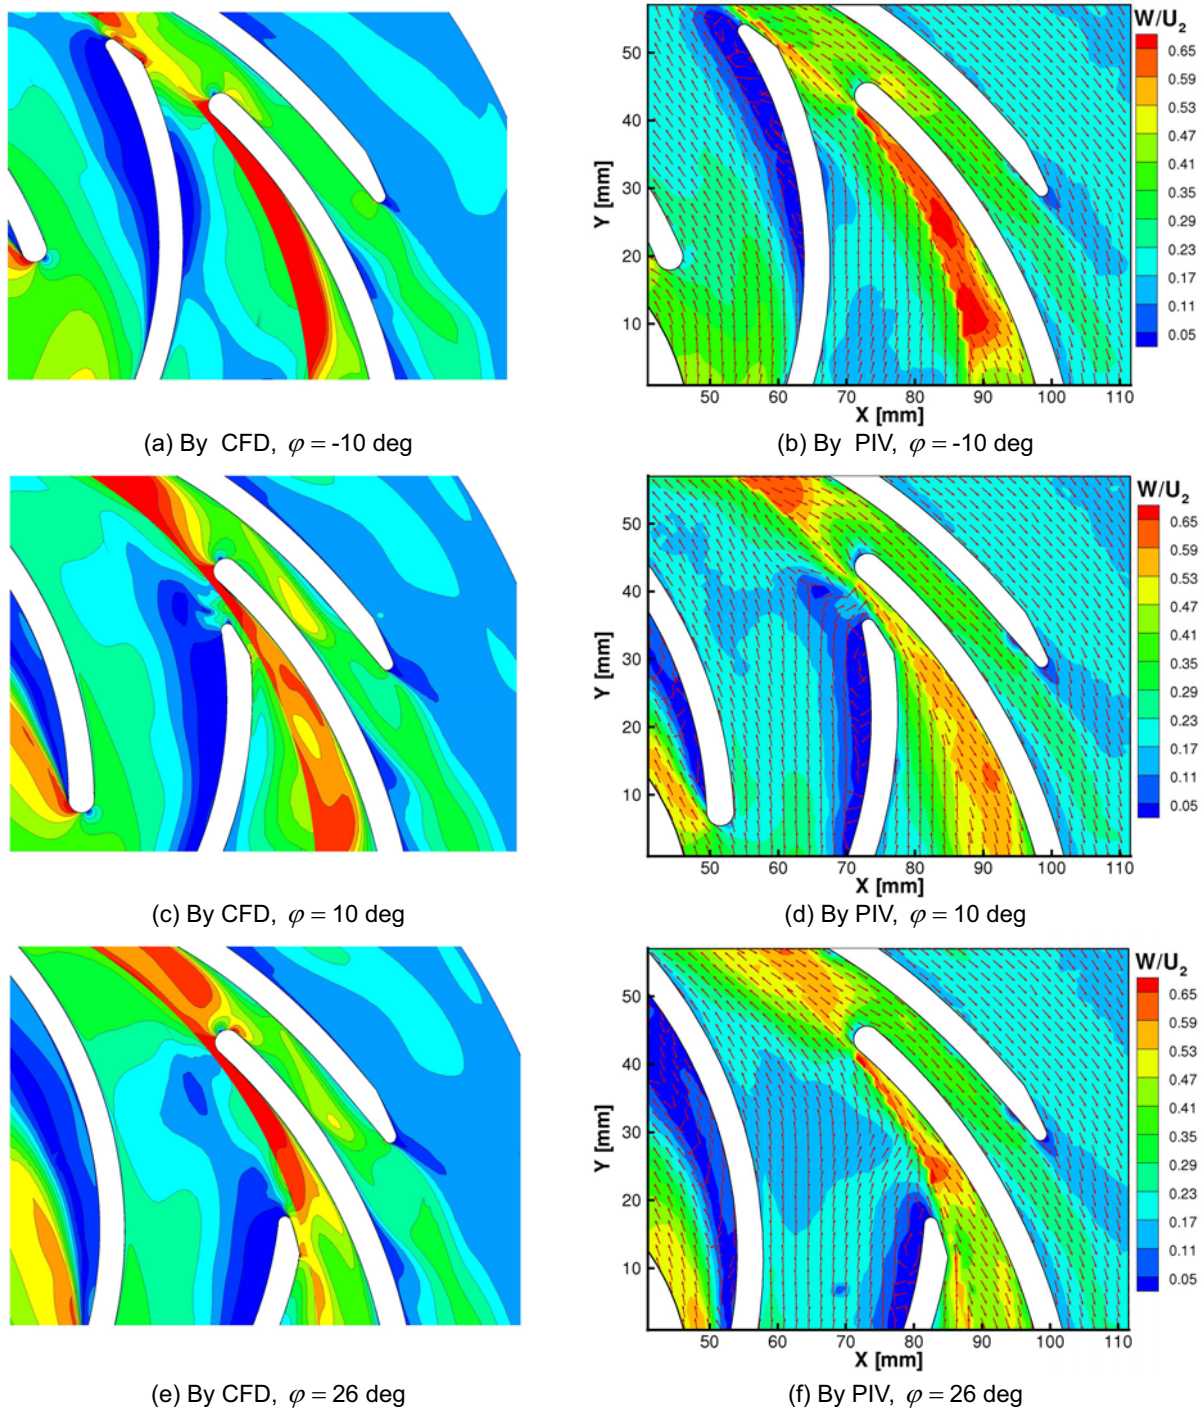 W/U2
0.65
0.59
0.53
0.47
0.41
0.35
0.29
0.23
0.17
0.11
0.05
Y [mm]
50
40
30
20
10
50 60 70 80 90 100 110
X [mm]
(a) By CFD, φ = -10 deg
(b) By PIV, φ = -10 deg
W/U2
0.65
0.59
0.53
0.47
0.41
0.35
0.29
0.23
0.17
0.11
0.05
Y [mm]
50
40
30
20
10
50 60 70 80 90 100 110
X [mm]
(c) By CFD, φ = 10 deg
(d) By PIV, φ = 10 deg
W/U2
0.65
0.59
0.53
0.47
0.41
0.35
0.29
0.23
0.17
0.11
0.05
Y [mm]
50
40
30
20
10
50 60 70 80 90 100 110
X [mm]
(e) By CFD, φ = 26 deg
(f) By PIV, φ = 26 deg